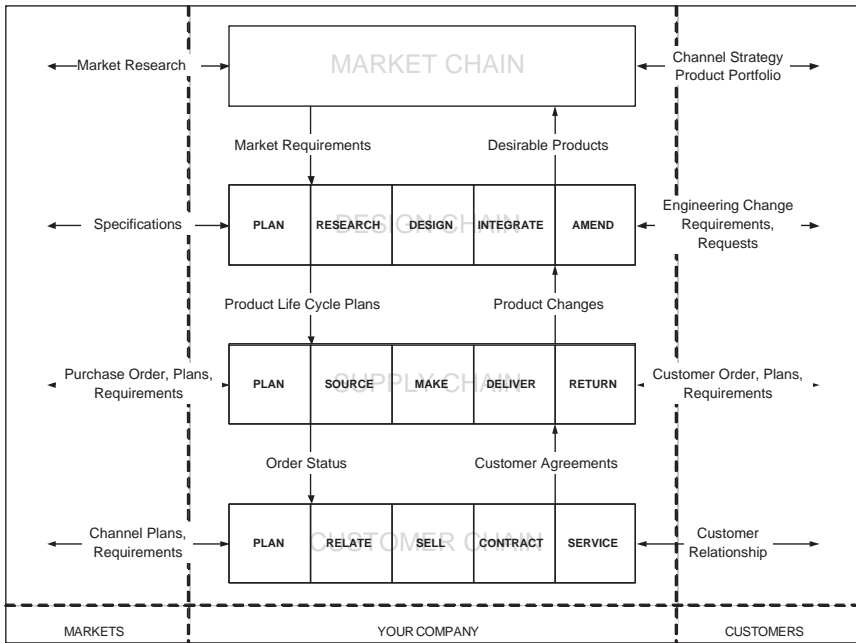 MARKET CHAIN
Market Research
Channel Strategy
Product Portfolio
Market Requirements
Desirable Products
DESIGN CHAIN
Specifications
PLAN
RESEARCH
DESIGN
INTEGRATE
AMEND
Engineering Change
Requirements,
Requests
Product Life Cycle Plans
Product Changes
SUPPLY CHAIN
Purchase Order, Plans,
Requirements
PLAN
SOURCE
MAKE
DELIVER
RETURN
Customer Order, Plans,
Requirements
Order Status
Customer Agreements
CUSTOMER CHAIN
Channel Plans,
Requirements
PLAN
RELATE
SELL
CONTRACT
SERVICE
Customer
Relationship
MARKETS
YOUR COMPANY
CUSTOMERS